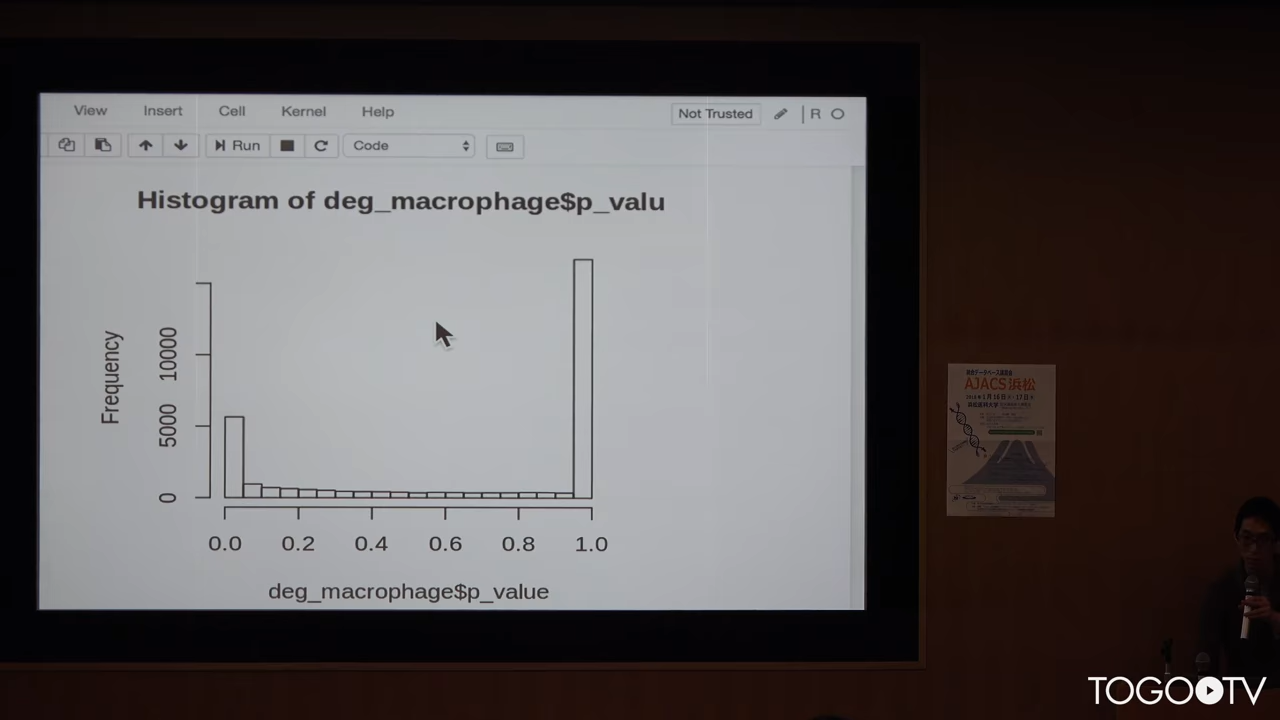 View Insert Cell Kernel Help
Not Trusted
R
Run
Code
Histogram of deg_macrophage$p_valu
Frequency
10000
5000
0
0.0 0.2 0.4 0.6 0.8 1.0
deg_macrophage$p_value
AJACS浜松
TOGOTV